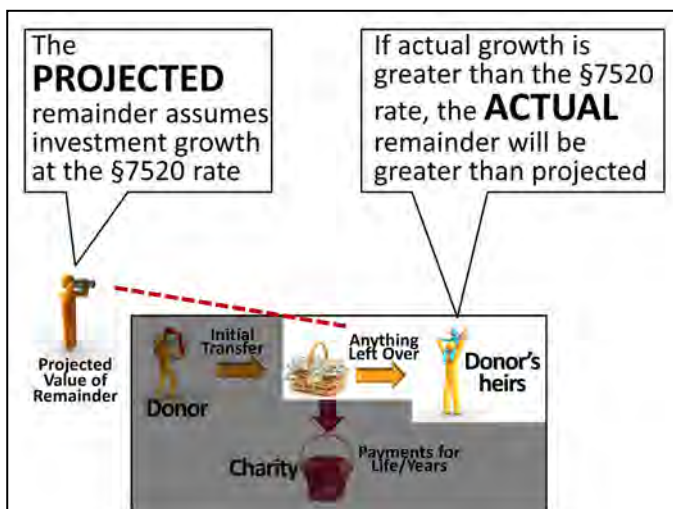 The
PROJECTED
remainder assumes
investment growth
at the §7520 rate
If actual growth is
greater than the §7520
rate, the ACTUAL
remainder will be
greater than projected
Projected
Value of
Remainder
Initial
Transfer
Donor
Anything
Left Over
Donor's
heirs
Charity
Payments for
Life/Years